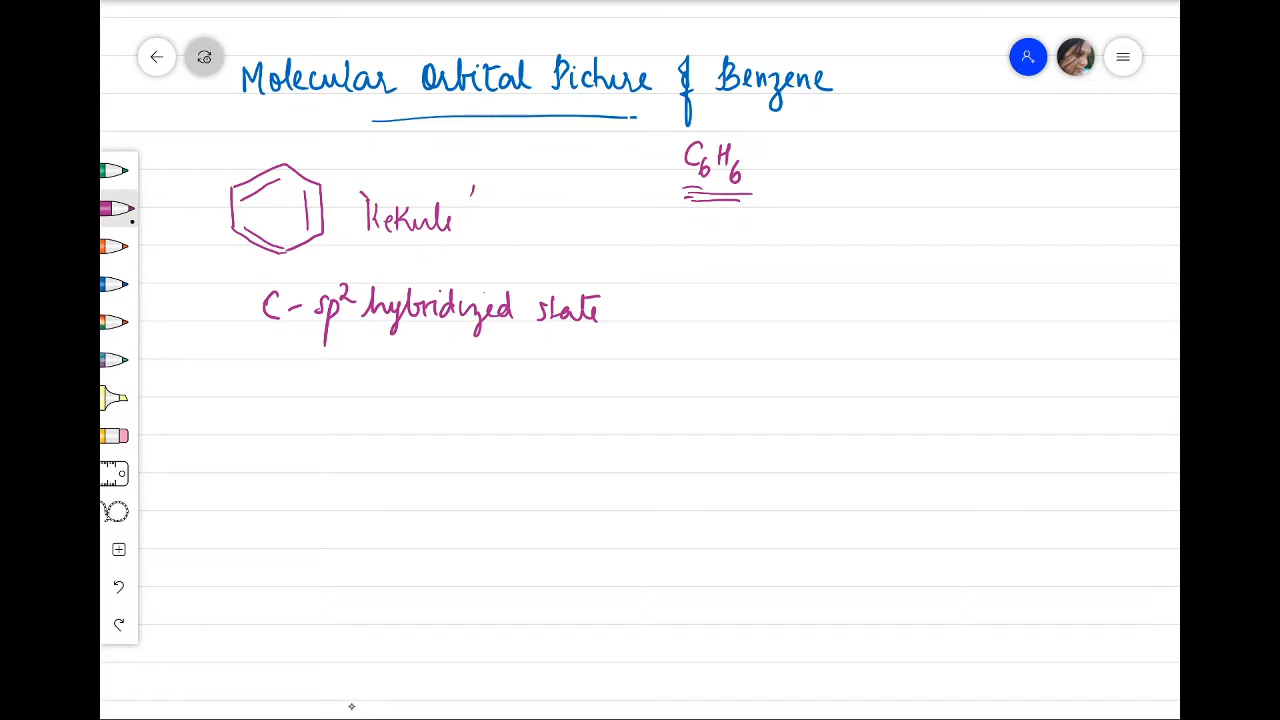 Molecular Orbital Picture of Benzene
C6H6
Kekule'
C - sp² hybridized state